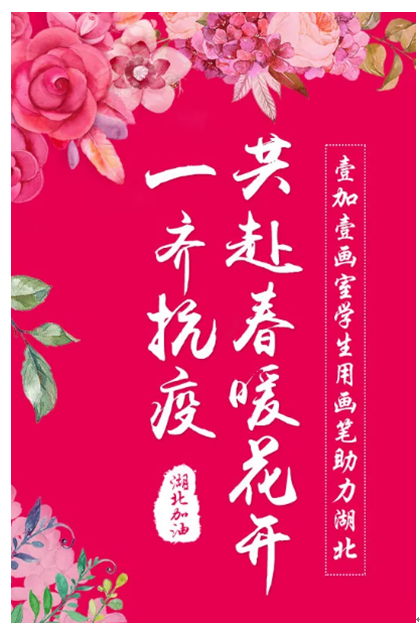 壹加壹画室学生用画笔助力湖北
共赴春暖花开
一齐抗疫
湖北加油